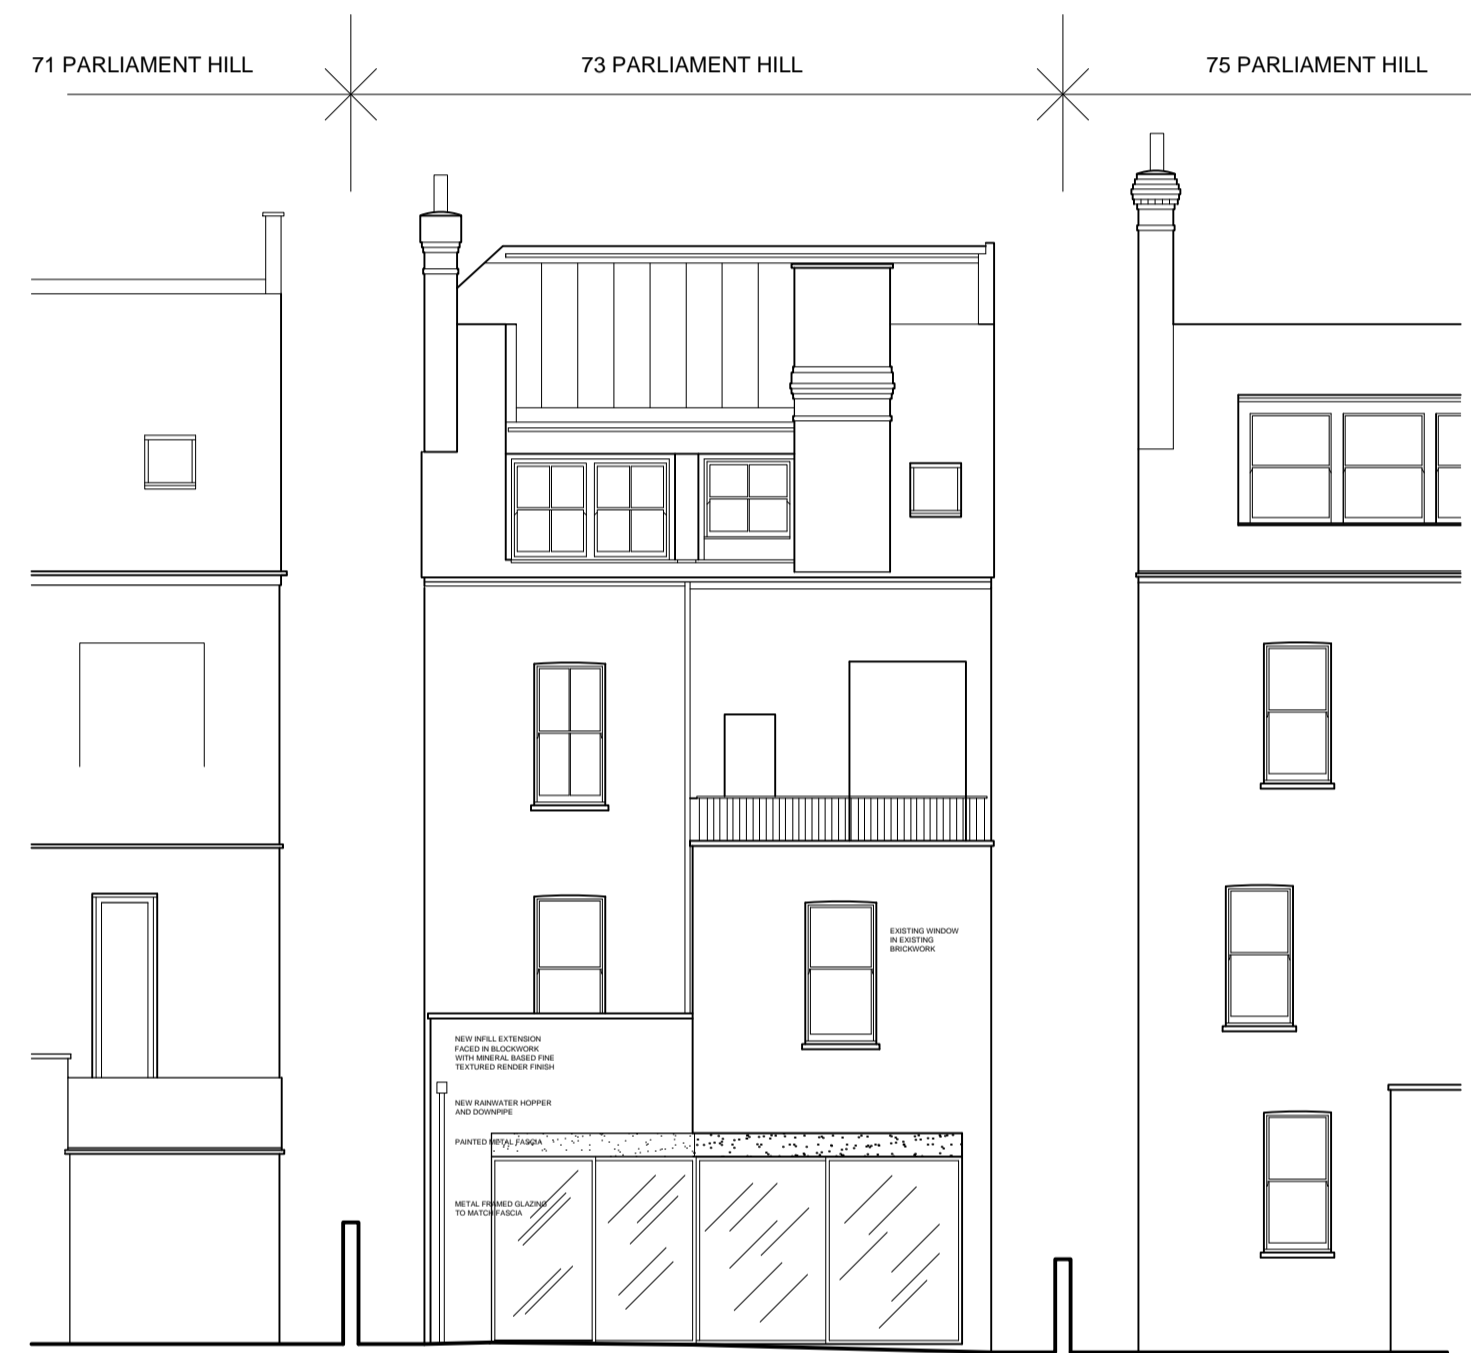 71 PARLIAMENT HILL
73 PARLIAMENT HILL
75 PARLIAMENT HILL
EXISTING WINDOW
IN EXISTING
BRICKWORK
NEW INFILL EXTENSION
FACED IN BLOCKWORK
WITH MINERAL BASED FINE
TEXTURED RENDER FINISH
NEW RAINWATER HOPPER
AND DOWNPIPE
PAINTED METAL FASCIA
METAL FRAMED GLAZING
TO MATCH FASCIA